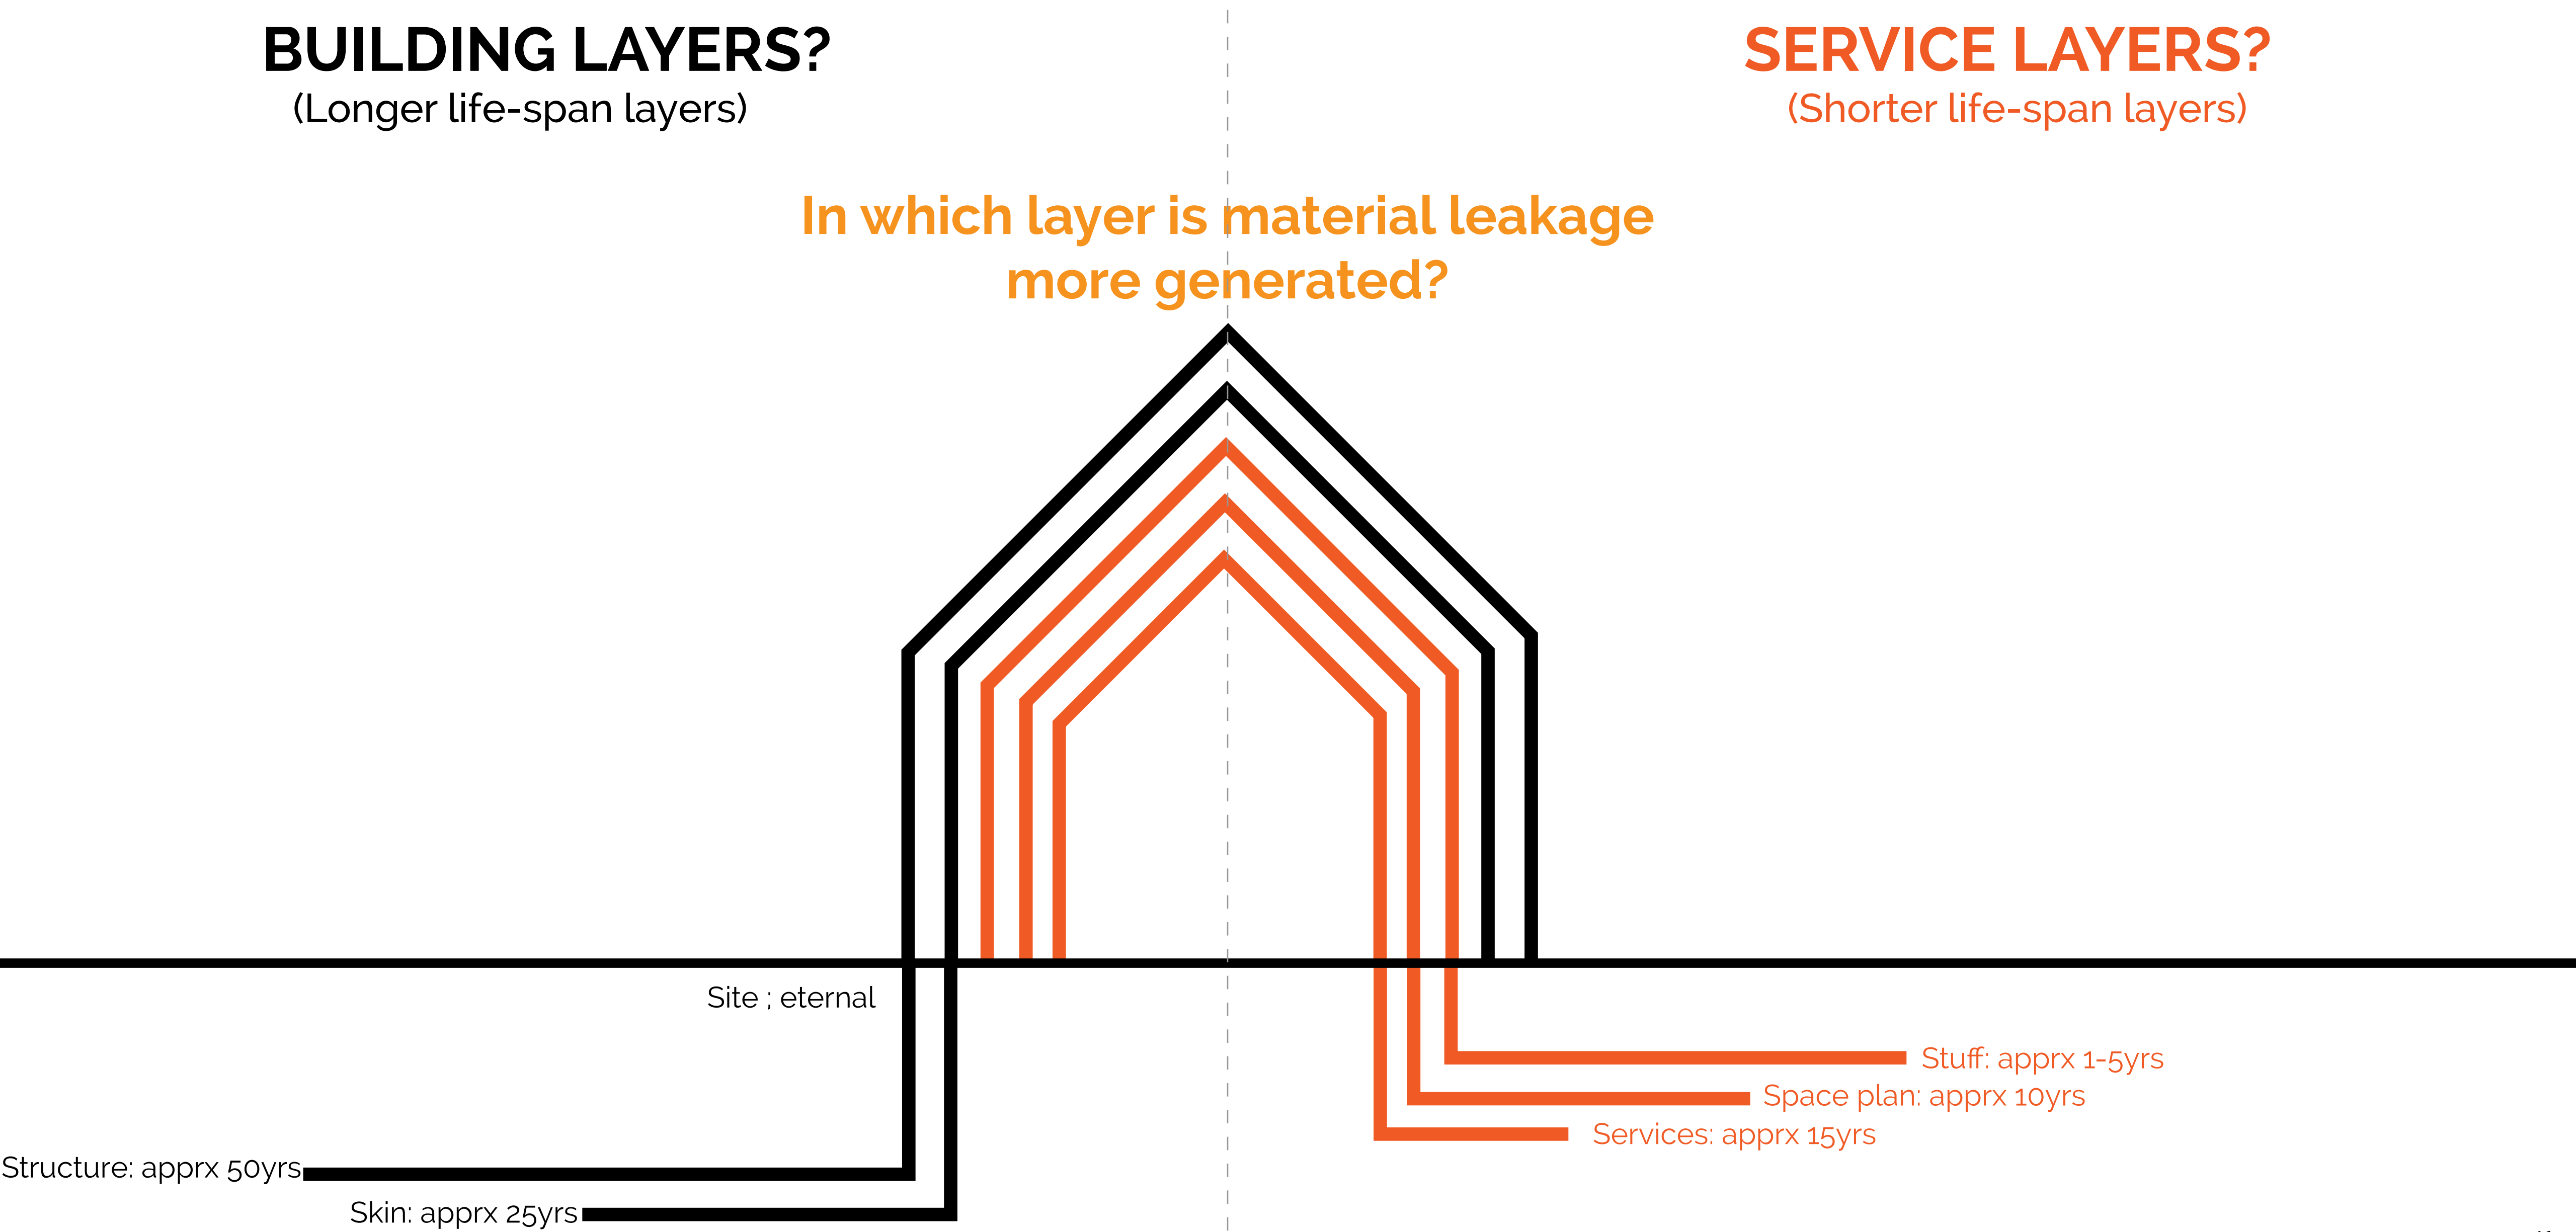 BUILDING LAYERS?
(Longer life-span layers)
SERVICE LAYERS?
(Shorter life-span layers)
In which layer is material leakage
more generated?
Site ; eternal
Stuff: apprx 1-5yrs
Space plan: apprx 10yrs
Services: apprx 15yrs
Structure: apprx 50yrs
Skin: apprx 25yrs